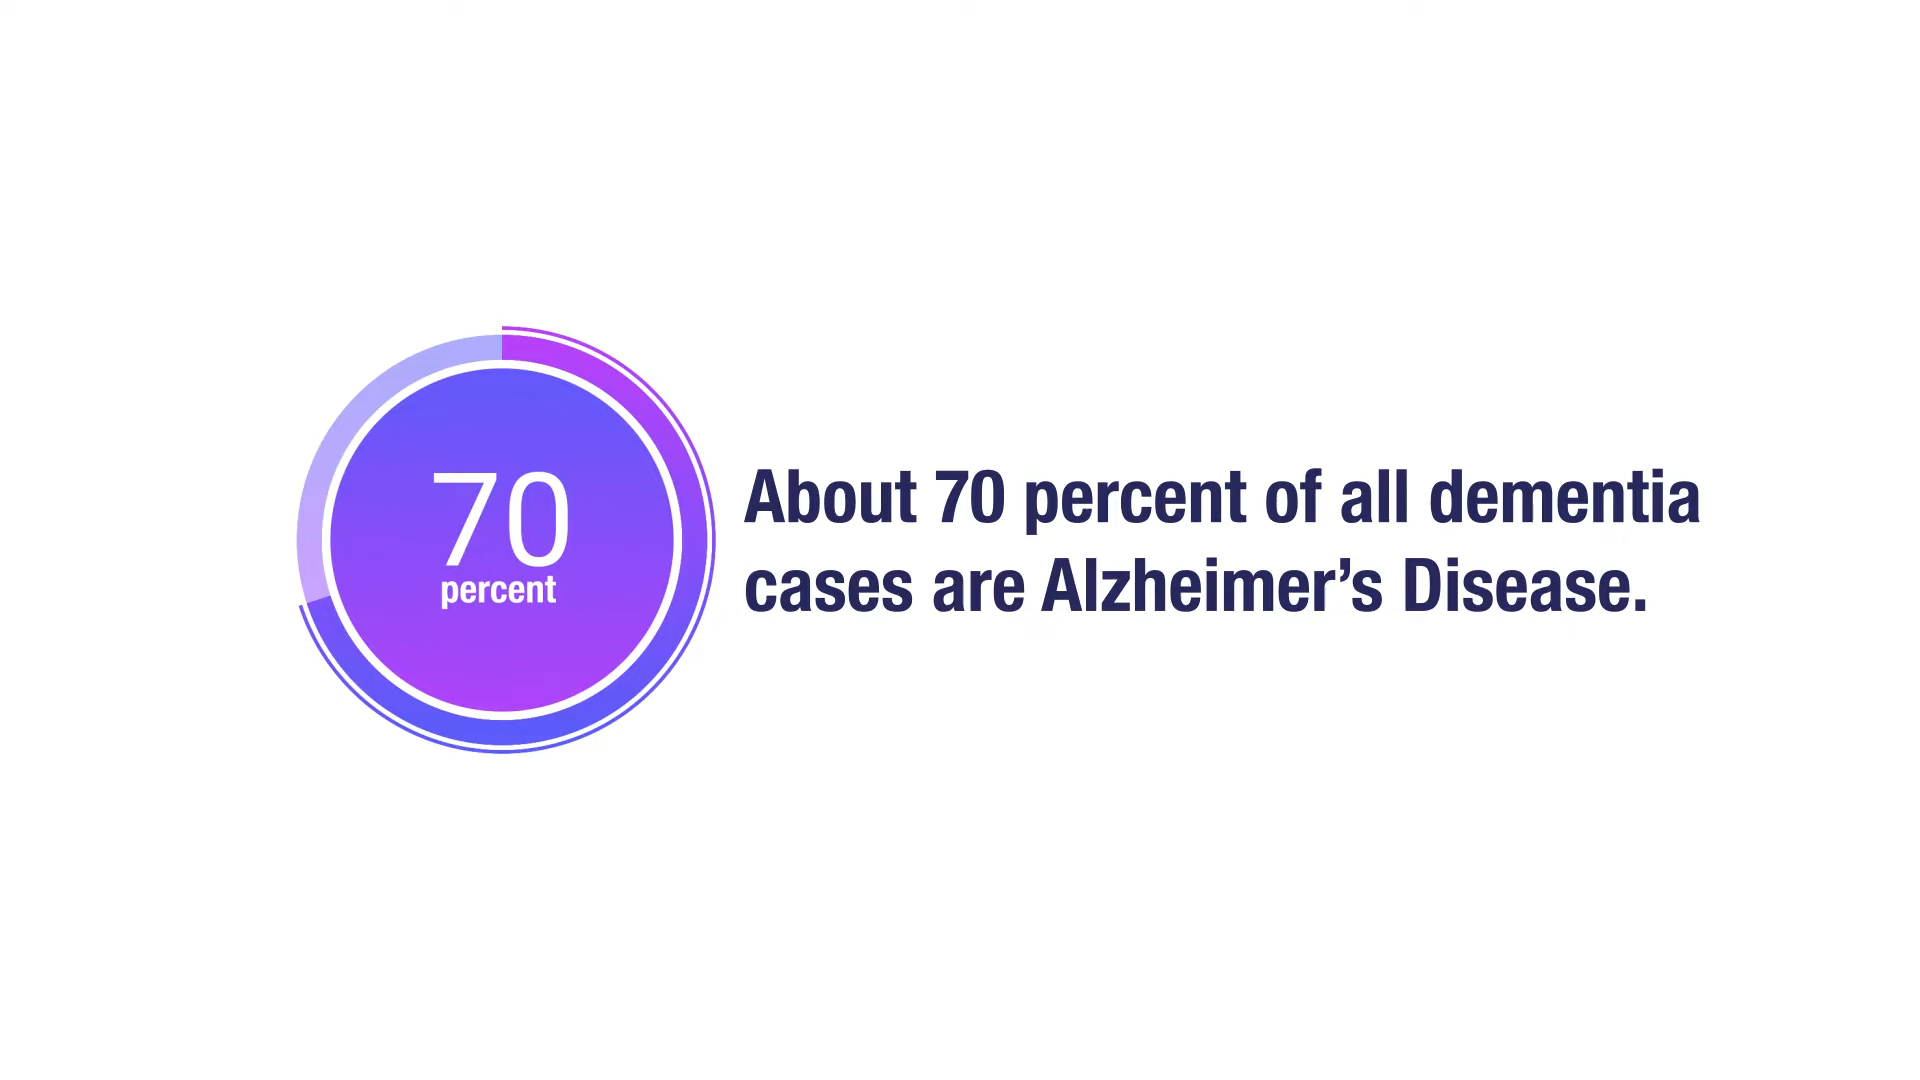 70
percent
About 70 percent of all dementia
cases are Alzheimer’s Disease.